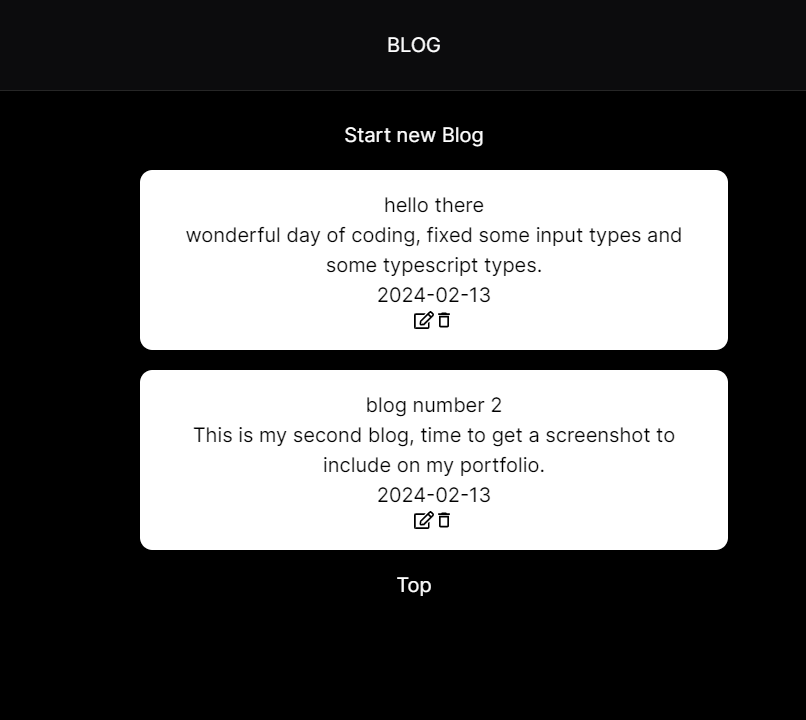 BLOG
Start new Blog
hello there
wonderful day of coding, fixed some input types and
some typescript types.
2024-02-13
blog number 2
This is my second blog, time to get a screenshot to
include on my portfolio.
2024-02-13
Top